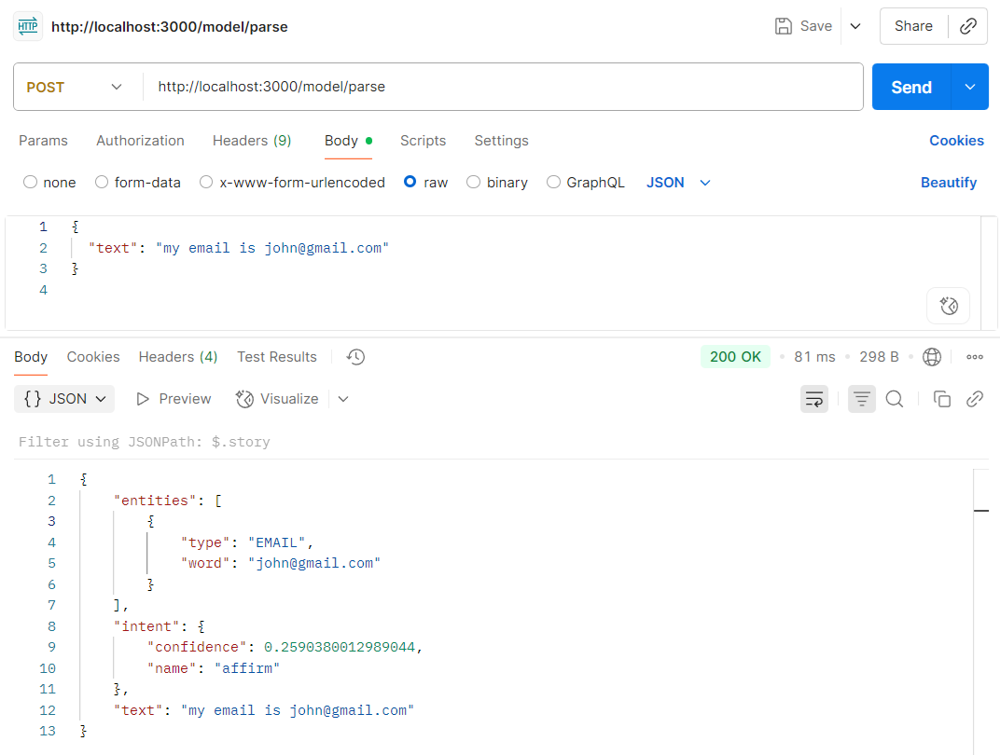 HTTP http://localhost:3000/model/parse Save Share
POST http://localhost:3000/model/parse Send
Params Authorization Headers (9) Body Scripts Settings Cookies
none form-data x-www-form-urlencoded raw binary GraphQL JSON Beautify
1 {
2 "text": "my email is john@gmail.com"
3 }
4
Body Cookies Headers (4) Test Results 200 OK 81 ms 298 B
{} JSON Preview Visualize
Filter using JSONPath: $.story
1 {
2 "entities": [
3 {
4 "type": "EMAIL",
5 "word": "john@gmail.com"
6 }
7 ],
8 "intent": {
9 "confidence": 0.2590380012989044,
10 "name": "affirm"
11 },
12 "text": "my email is john@gmail.com"
13 }